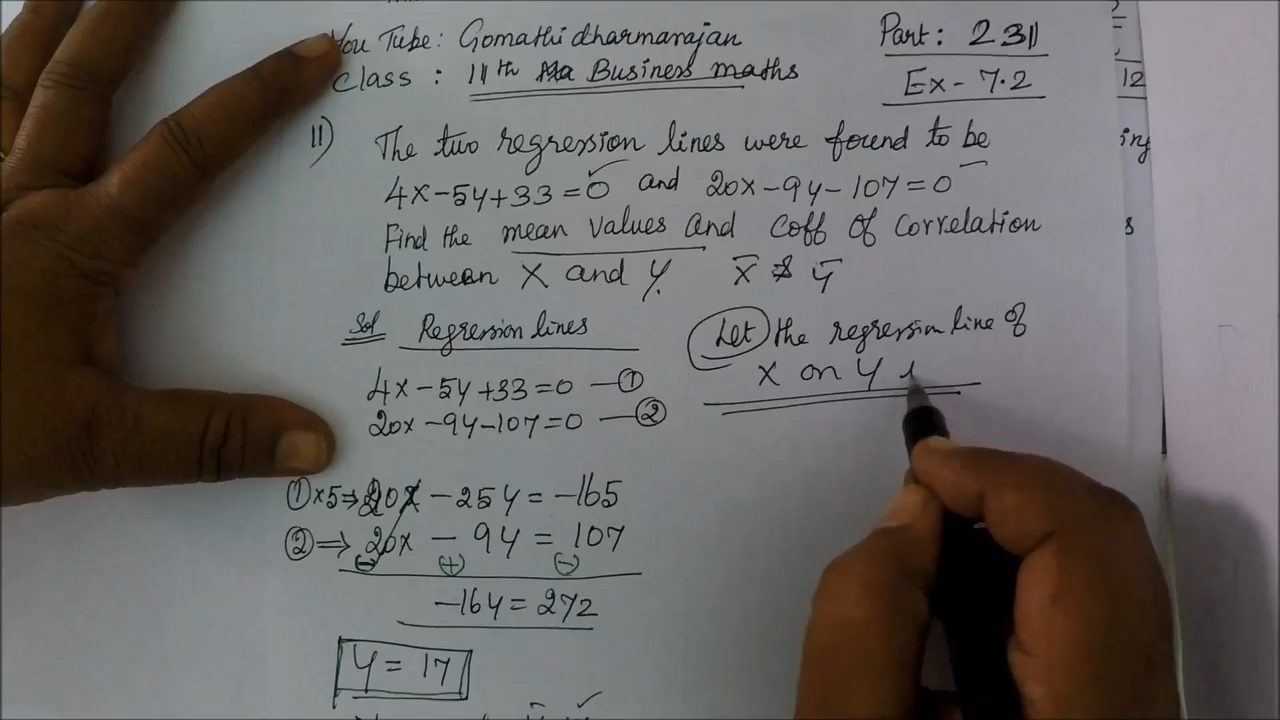 You Tube: Gomathidharmarajan
Class : 11th Business maths
Part: 231
Ex - 7.2
12
11) The two regression lines were found to be
4x-5y+33=0 and 20x-9y-107=0
Find the mean values and coff of correlation
between X and Y. x̄ & ȳ
Sol Regression lines
4x-5y+33=0 —①
20x-9y-107=0 —②
①x5⇒20x-25y=-165
②⇒20x-9y=107
(-) (+) (-)
-16y=272
y=17
Let the regression line of
x on y
ing
s